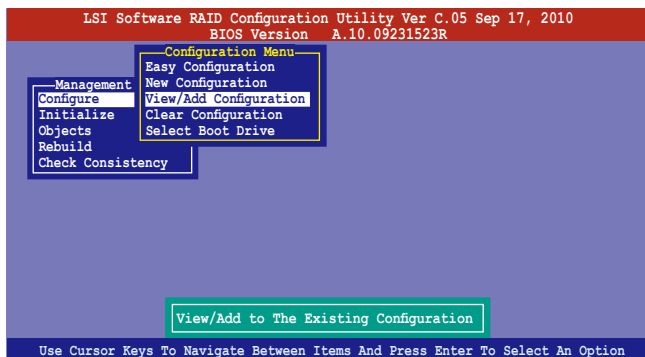 LSI Software RAID Configuration Utility Ver C.05 Sep 17, 2010
BIOS Version A.10.09231523R
Configuration Menu
Easy Configuration
New Configuration
View/Add Configuration
Clear Configuration
Select Boot Drive
Management
Configure
Initialize
Objects
Rebuild
Check Consistency
View/Add to The Existing Configuration
Use Cursor Keys To Navigate Between Items And Press Enter To Select An Option